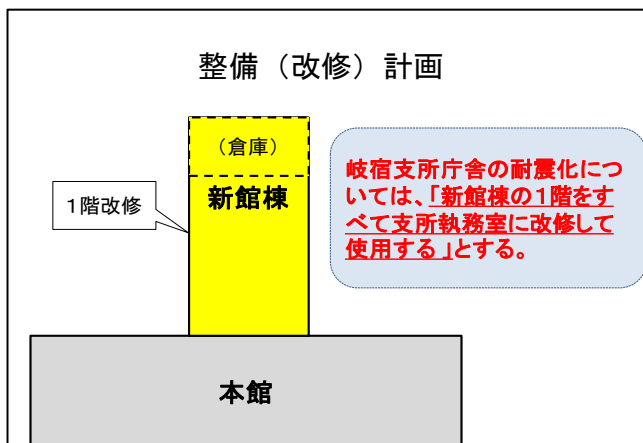 整備（改修）計画
（倉庫）
新館棟
1階改修
岐宿支所庁舎の耐震化につ
いては、「新館棟の1階をす
べて支所執務室に改修して
使用する」とする。
本館